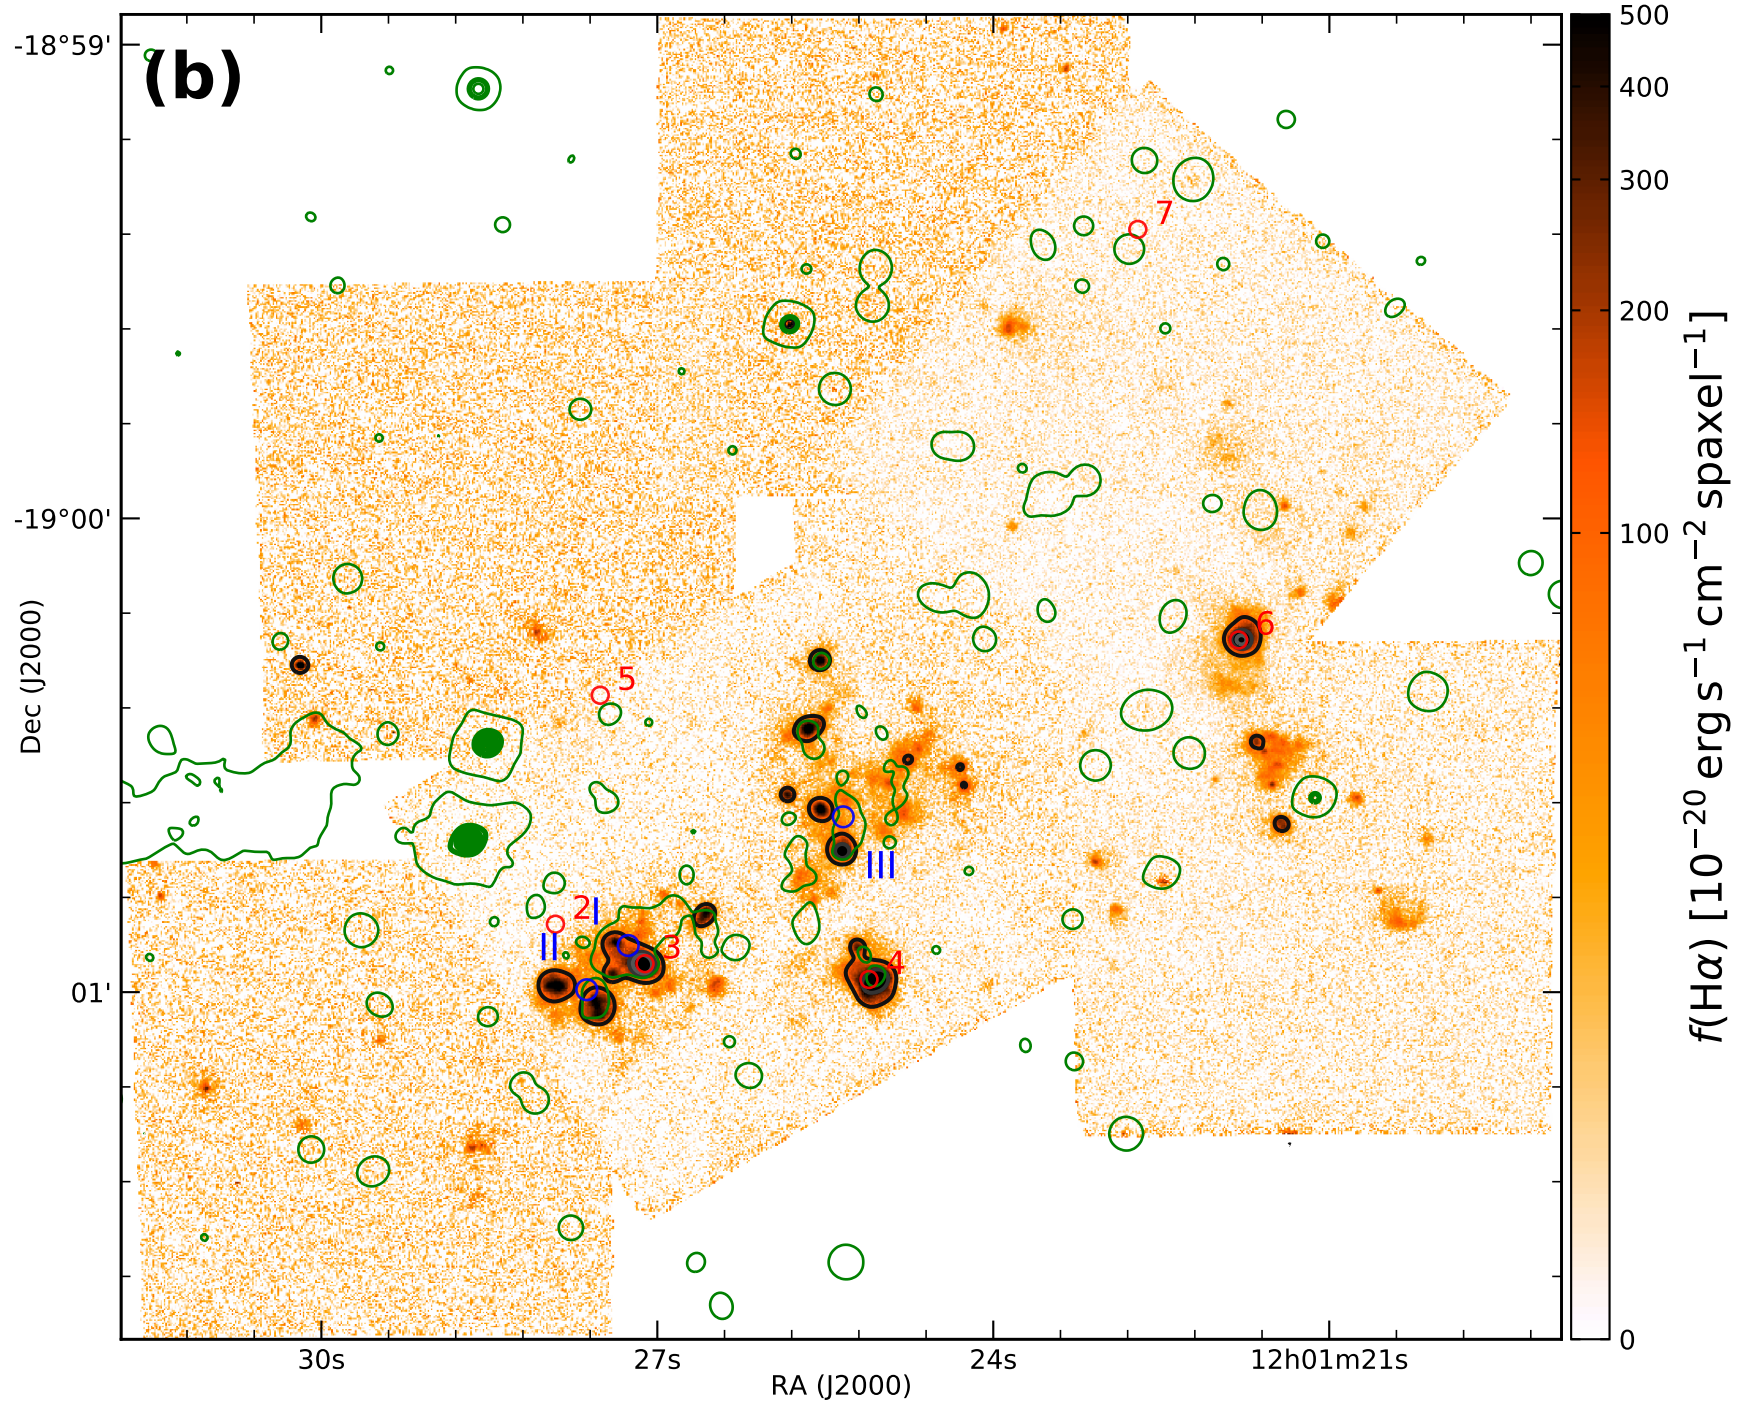 (b)
-18°59'
-19°00'
01'
Dec (J2000)
30s
27s
24s
12h01m21s
RA (J2000)
7
6
5
2
I
II
3
III
4
500
400
300
200
100
0
f(Hα) [10⁻²⁰ erg s⁻¹ cm⁻² spaxel⁻¹]